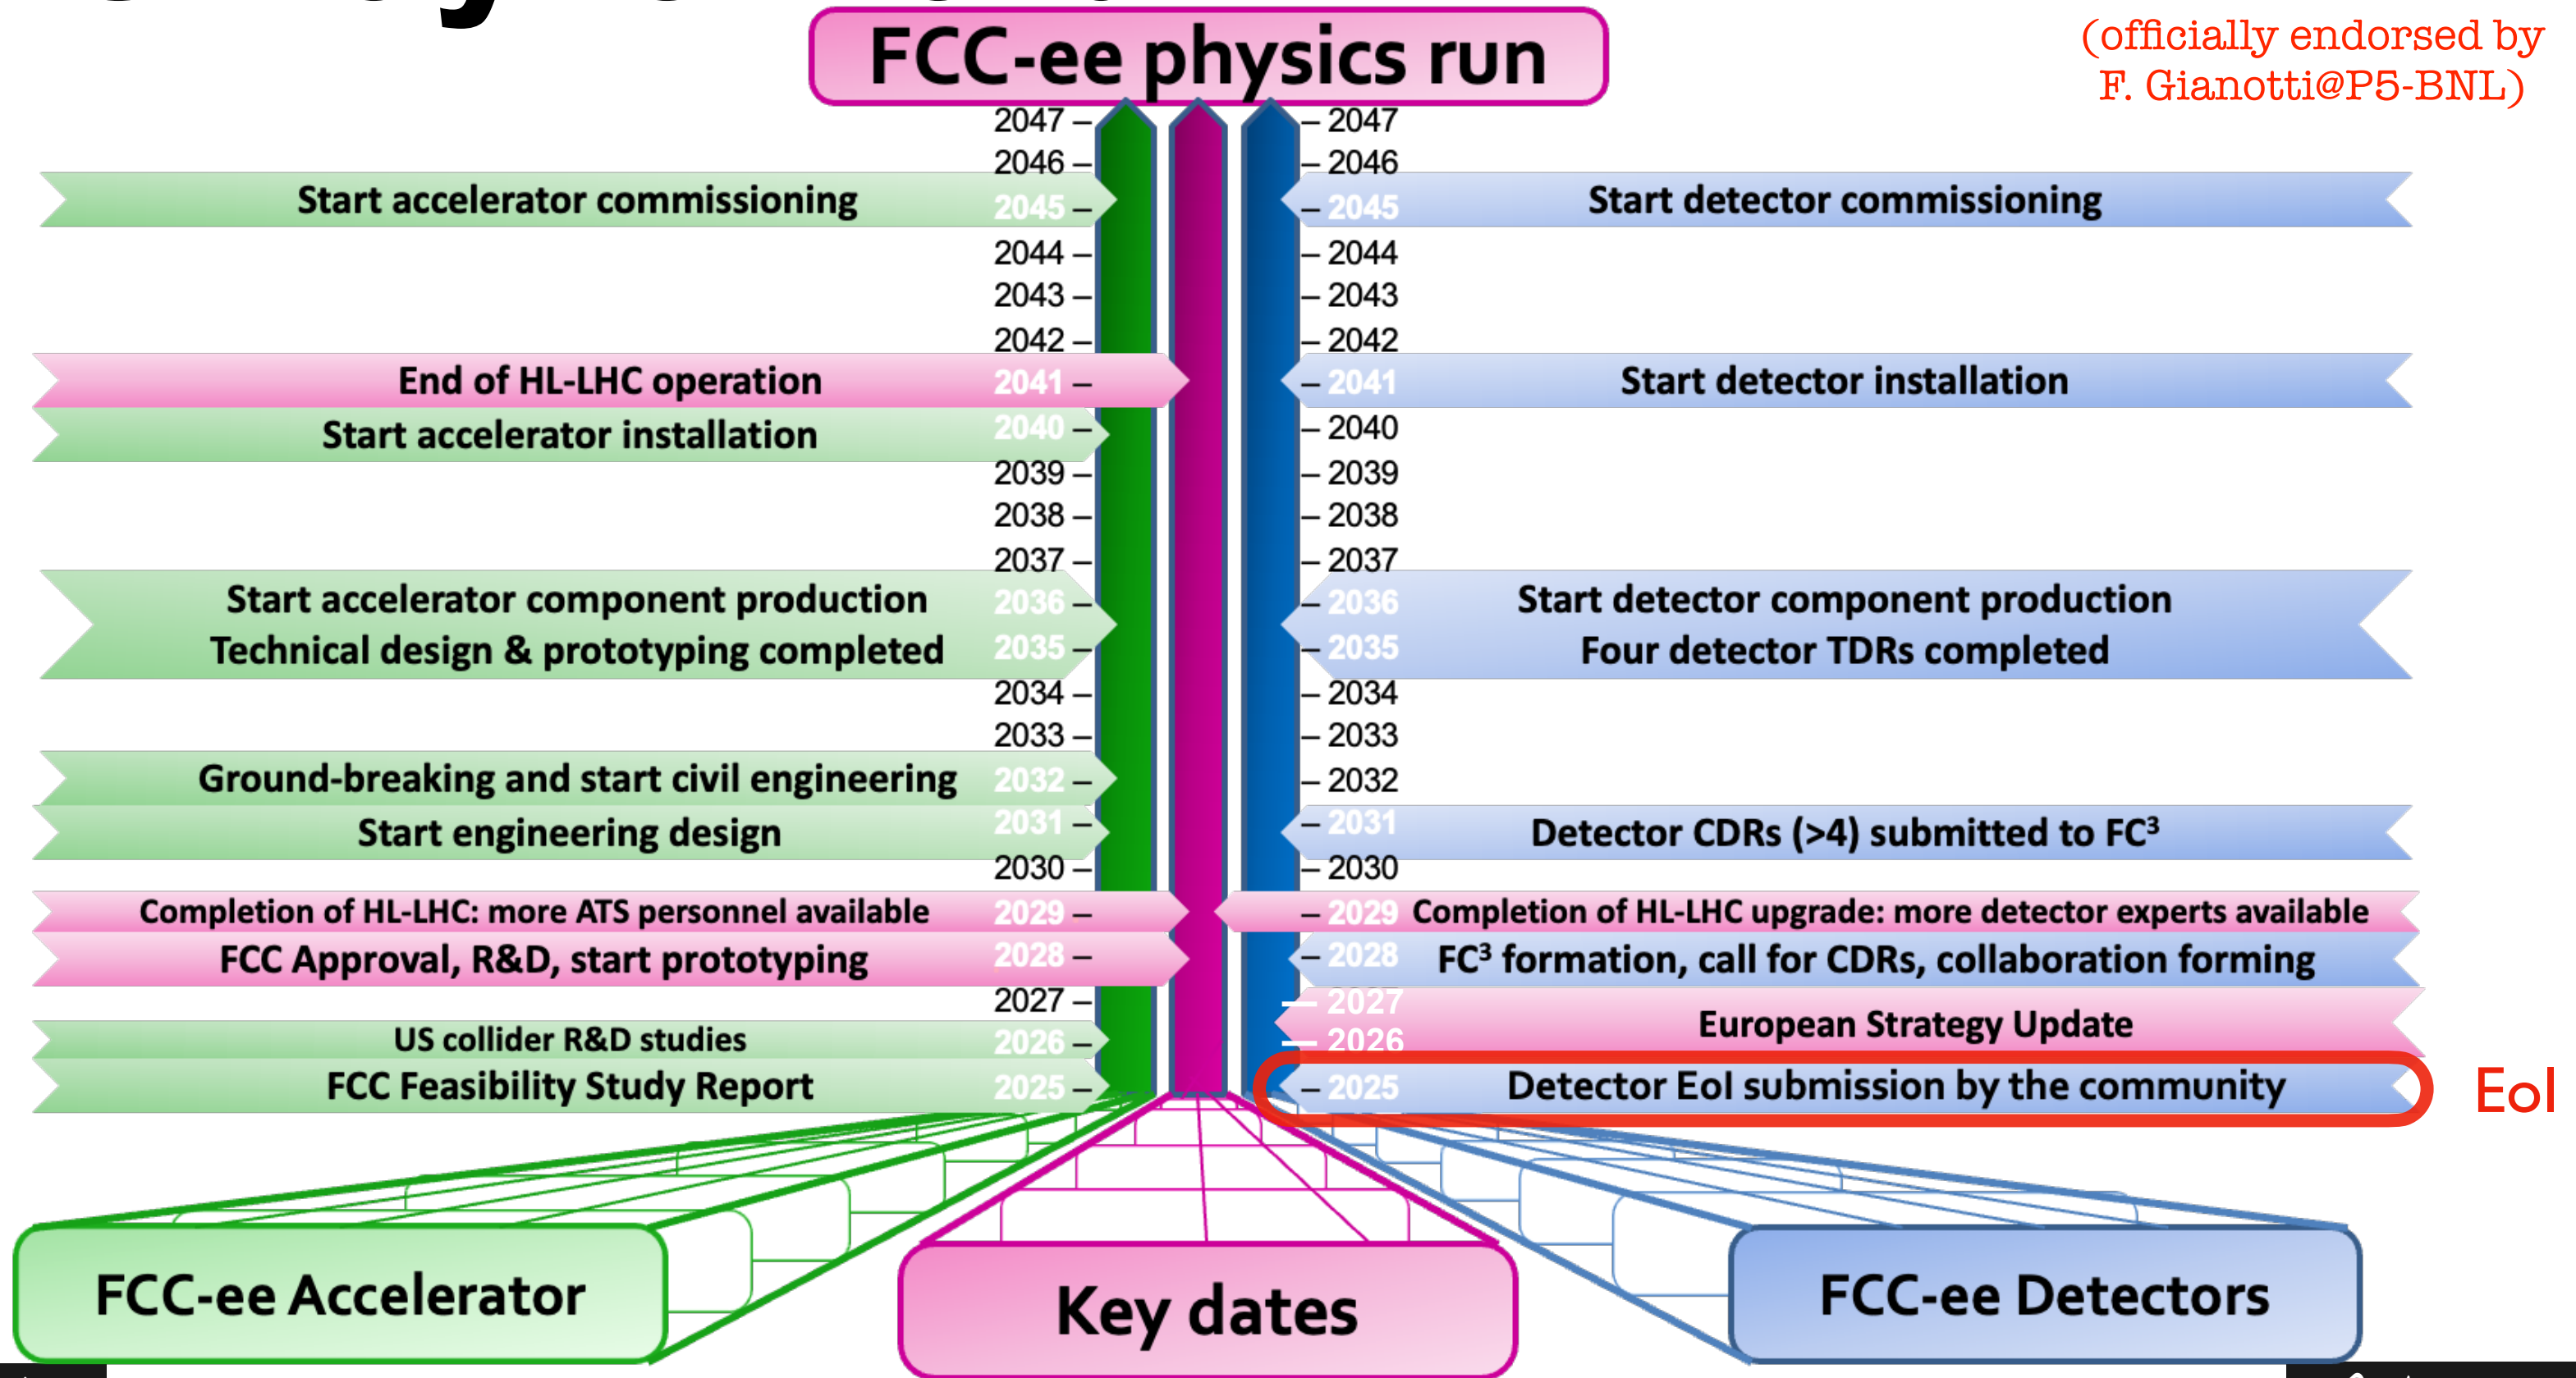 FCC-ee physics run
(officially endorsed by
F. Gianotti@P5-BNL)
2047 2047
2046 2046
Start accelerator commissioning 2045 2045 Start detector commissioning
2044 2044
2043 2043
2042 2042
End of HL-LHC operation 2041 2041 Start detector installation
Start accelerator installation 2040 2040
2039 2039
2038 2038
2037 2037
Start accelerator component production 2036 2036 Start detector component production
Technical design & prototyping completed 2035 2035 Four detector TDRs completed
2034 2034
2033 2033
Ground-breaking and start civil engineering 2032 2032
Start engineering design 2031 2031 Detector CDRs (>4) submitted to FC³
2030 2030
Completion of HL-LHC: more ATS personnel available 2029 2029 Completion of HL-LHC upgrade: more detector experts available
FCC Approval, R&D, start prototyping 2028 2028 FC³ formation, call for CDRs, collaboration forming
2027 2027
European Strategy Update
US collider R&D studies 2026 2026
FCC Feasibility Study Report 2025 2025 Detector EoI submission by the community EoI
FCC-ee Accelerator
Key dates
FCC-ee Detectors